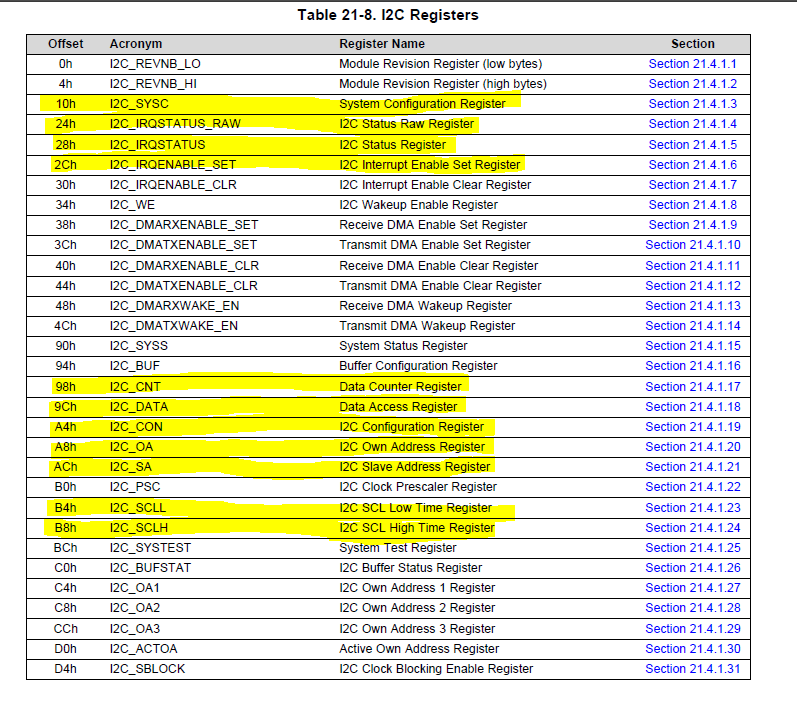 Table 21-8. I2C Registers
Offset Acronym Register Name Section
0h I2C_REVNB_LO Module Revision Register (low bytes) Section 21.4.1.1
4h I2C_REVNB_HI Module Revision Register (high bytes) Section 21.4.1.2
10h I2C_SYSC System Configuration Register Section 21.4.1.3
24h I2C_IRQSTATUS_RAW I2C Status Raw Register Section 21.4.1.4
28h I2C_IRQSTATUS I2C Status Register Section 21.4.1.5
2Ch I2C_IRQENABLE_SET I2C Interrupt Enable Set Register Section 21.4.1.6
30h I2C_IRQENABLE_CLR I2C Interrupt Enable Clear Register Section 21.4.1.7
34h I2C_WE I2C Wakeup Enable Register Section 21.4.1.8
38h I2C_DMARXENABLE_SET Receive DMA Enable Set Register Section 21.4.1.9
3Ch I2C_DMATXENABLE_SET Transmit DMA Enable Set Register Section 21.4.1.10
40h I2C_DMARXENABLE_CLR Receive DMA Enable Clear Register Section 21.4.1.11
44h I2C_DMATXENABLE_CLR Transmit DMA Enable Clear Register Section 21.4.1.12
48h I2C_DMARXWAKE_EN Receive DMA Wakeup Register Section 21.4.1.13
4Ch I2C_DMATXWAKE_EN Transmit DMA Wakeup Register Section 21.4.1.14
90h I2C_SYSS System Status Register Section 21.4.1.15
94h I2C_BUF Buffer Configuration Register Section 21.4.1.16
98h I2C_CNT Data Counter Register Section 21.4.1.17
9Ch I2C_DATA Data Access Register Section 21.4.1.18
A4h I2C_CON I2C Configuration Register Section 21.4.1.19
A8h I2C_OA I2C Own Address Register Section 21.4.1.20
ACh I2C_SA I2C Slave Address Register Section 21.4.1.21
B0h I2C_PSC I2C Clock Prescaler Register Section 21.4.1.22
B4h I2C_SCLL I2C SCL Low Time Register Section 21.4.1.23
B8h I2C_SCLH I2C SCL High Time Register Section 21.4.1.24
BCh I2C_SYSTEST System Test Register Section 21.4.1.25
C0h I2C_BUFSTAT I2C Buffer Status Register Section 21.4.1.26
C4h I2C_OA1 I2C Own Address 1 Register Section 21.4.1.27
C8h I2C_OA2 I2C Own Address 2 Register Section 21.4.1.28
CCh I2C_OA3 I2C Own Address 3 Register Section 21.4.1.29
D0h I2C_ACTOA Active Own Address Register Section 21.4.1.30
D4h I2C_SBLOCK I2C Clock Blocking Enable Register Section 21.4.1.31